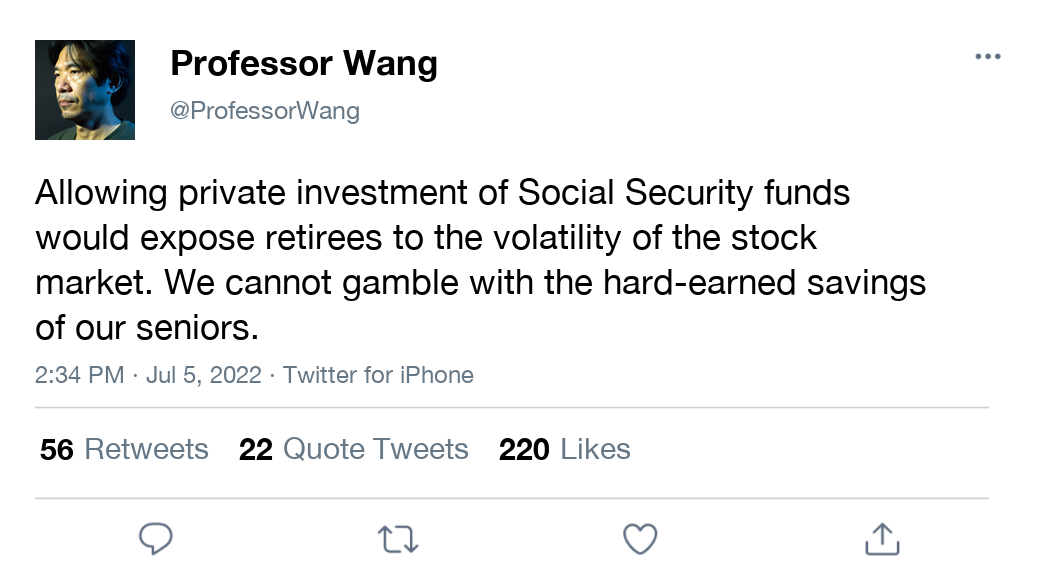 Professor Wang
@ProfessorWang
Allowing private investment of Social Security funds
would expose retirees to the volatility of the stock
market. We cannot gamble with the hard-earned savings
of our seniors.
2:34 PM · Jul 5, 2022 · Twitter for iPhone
56 Retweets 22 Quote Tweets 220 Likes